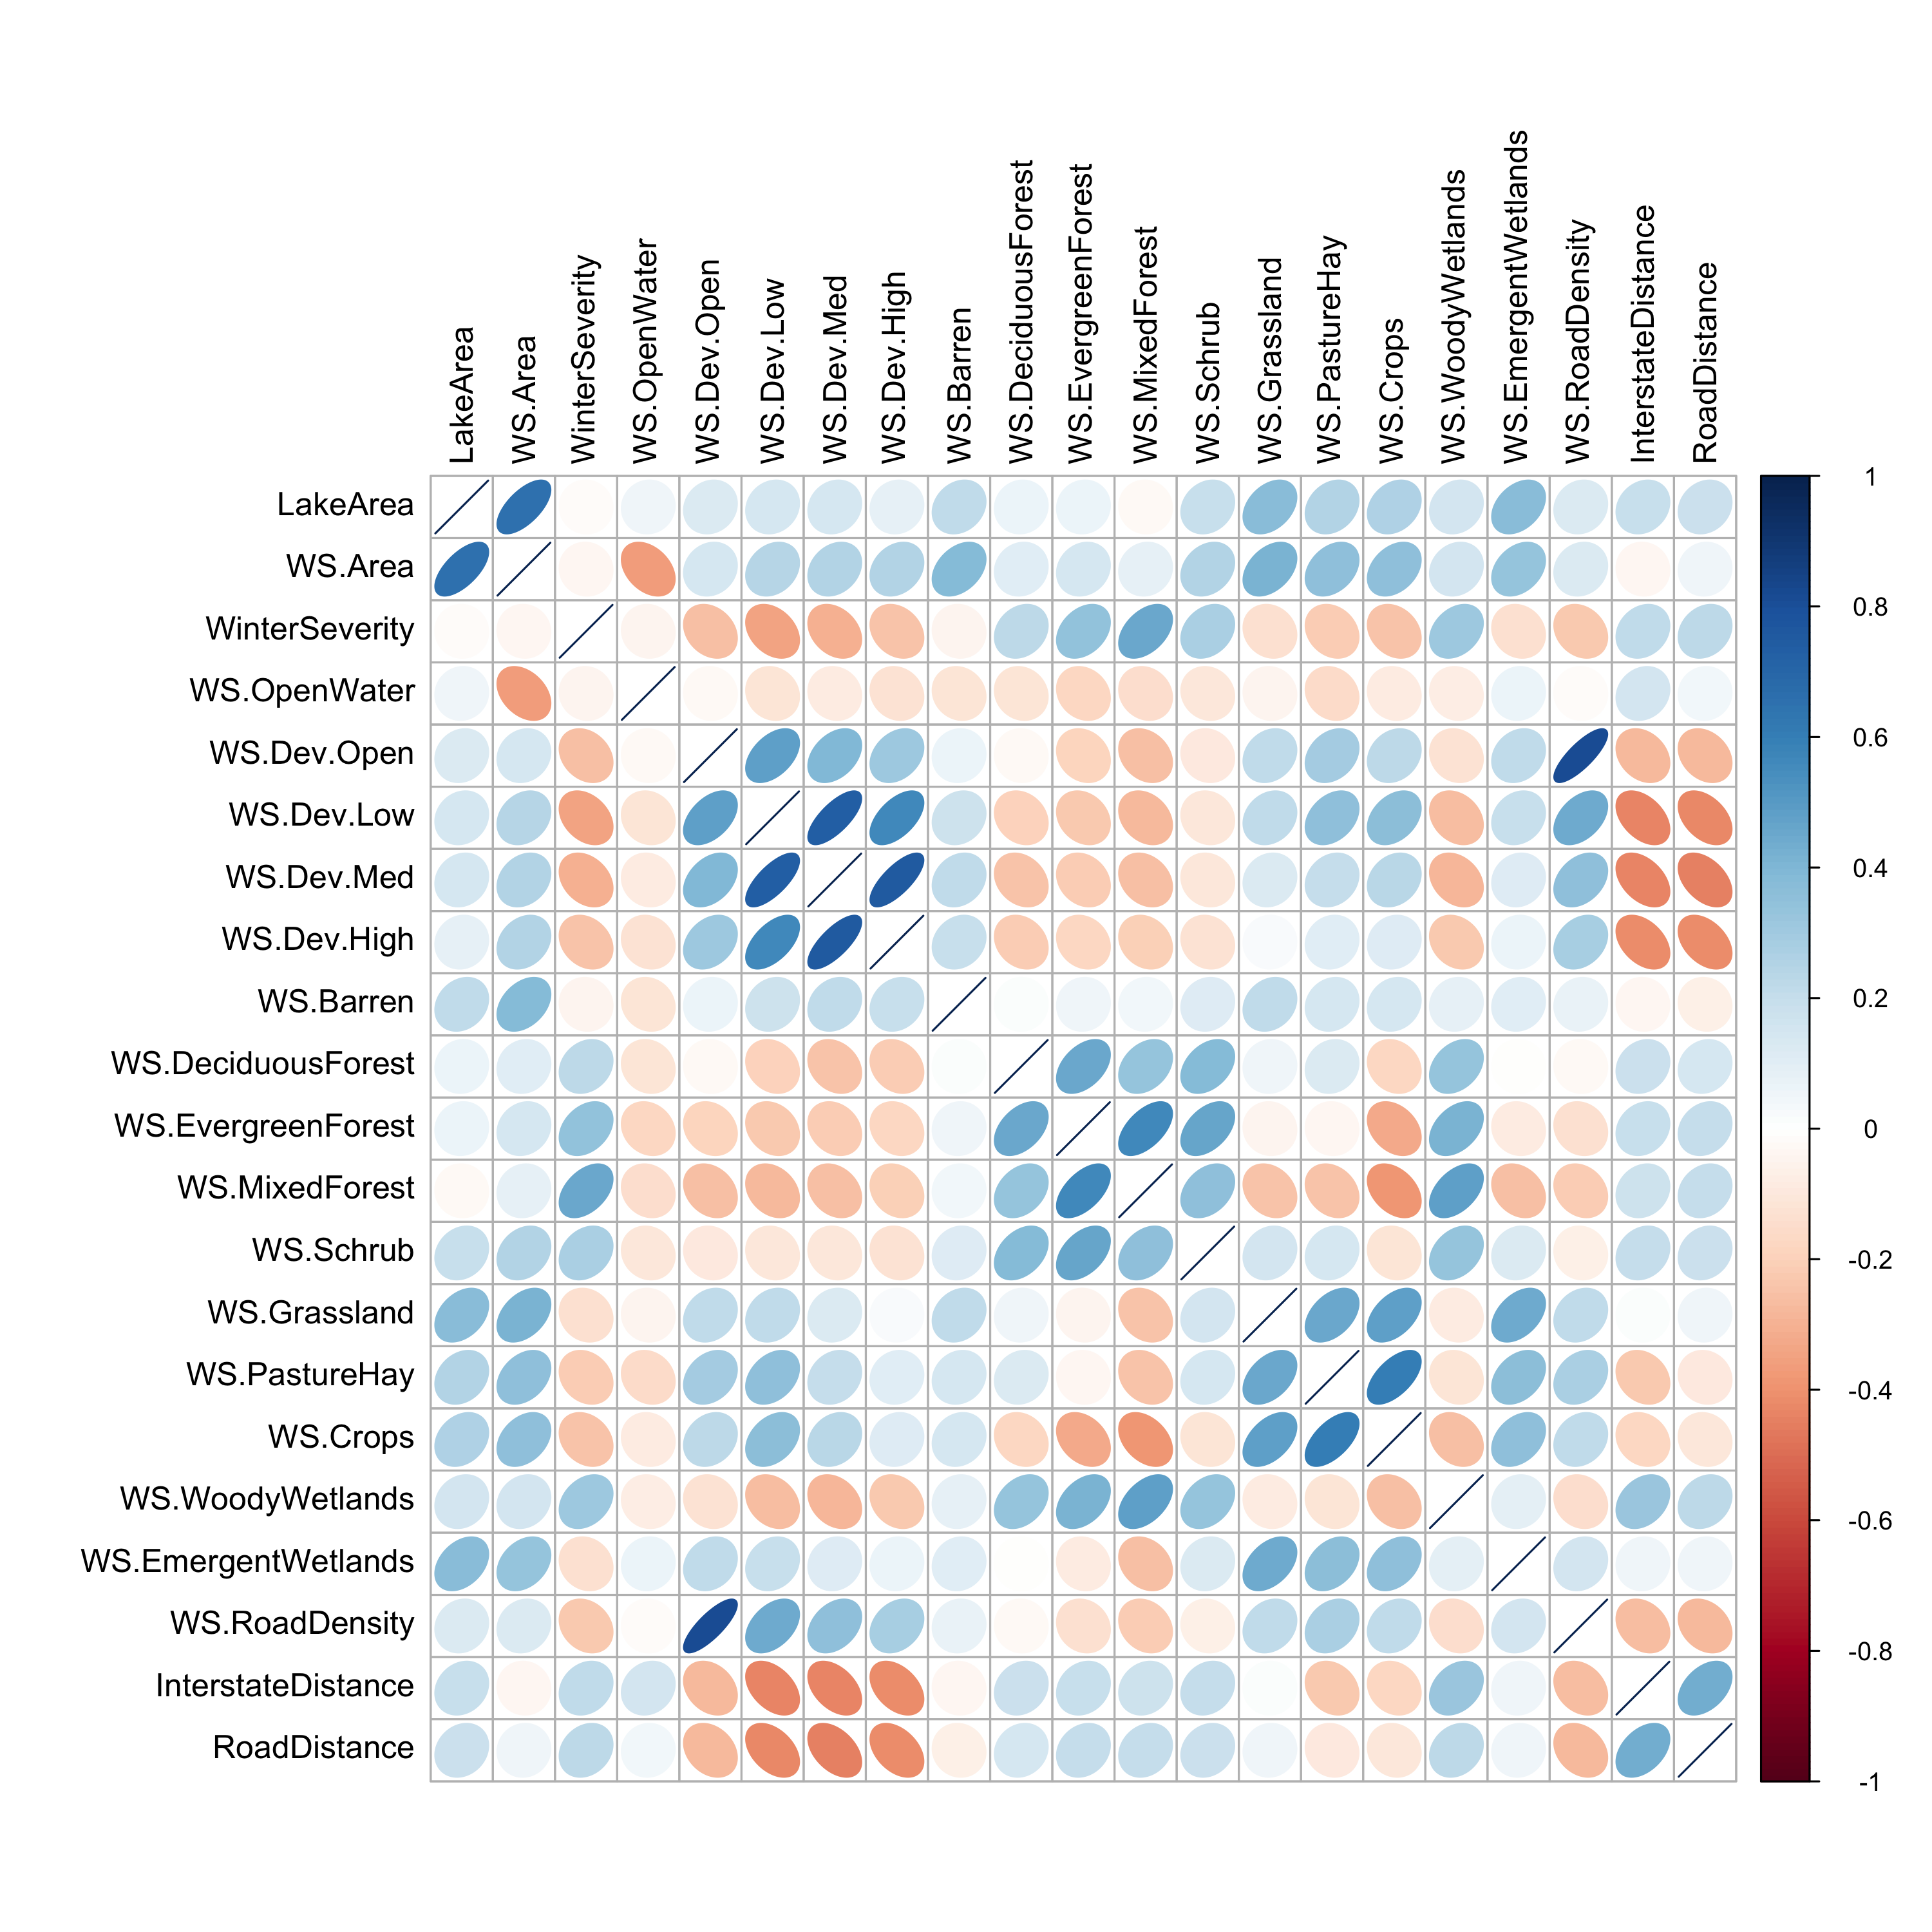 LakeArea
WS.Area
WinterSeverity
WS.OpenWater
WS.Dev.Open
WS.Dev.Low
WS.Dev.Med
WS.Dev.High
WS.Barren
WS.DeciduousForest
WS.EvergreenForest
WS.MixedForest
WS.Schrub
WS.Grassland
WS.PastureHay
WS.Crops
WS.WoodyWetlands
WS.EmergentWetlands
WS.RoadDensity
InterstateDistance
RoadDistance
LakeArea
WS.Area
WinterSeverity
WS.OpenWater
WS.Dev.Open
WS.Dev.Low
WS.Dev.Med
WS.Dev.High
WS.Barren
WS.DeciduousForest
WS.EvergreenForest
WS.MixedForest
WS.Schrub
WS.Grassland
WS.PastureHay
WS.Crops
WS.WoodyWetlands
WS.EmergentWetlands
WS.RoadDensity
InterstateDistance
RoadDistance
1
0.8
0.6
0.4
0.2
0
-0.2
-0.4
-0.6
-0.8
-1